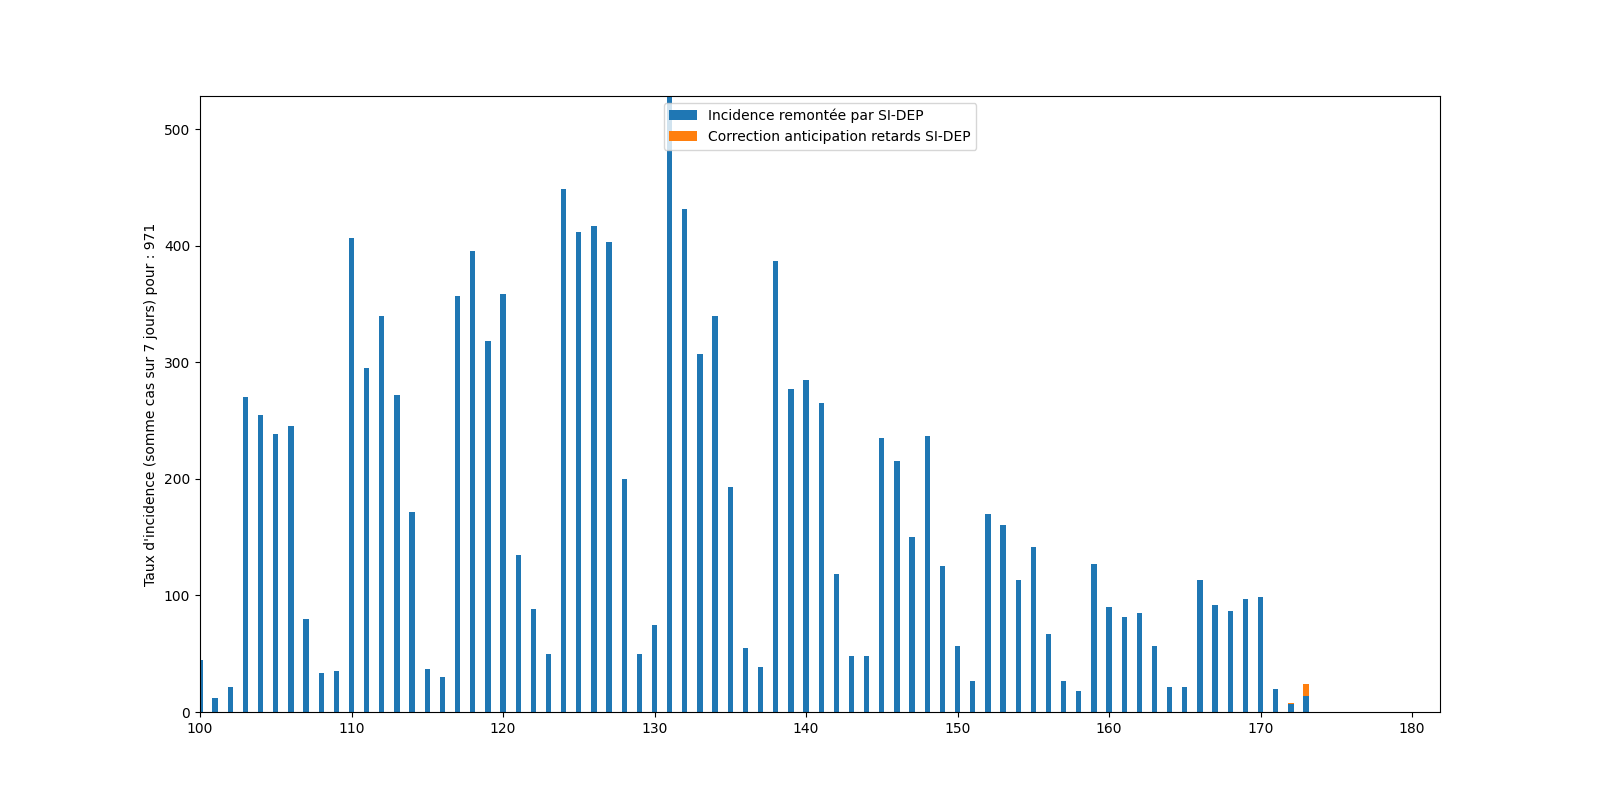 Incidence remontée par SI-DEP
Correction anticipation retards SI-DEP
Taux d'incidence (somme cas sur 7 jours) pour : 971
500
400
300
200
100
0
100 110 120 130 140 150 160 170 180